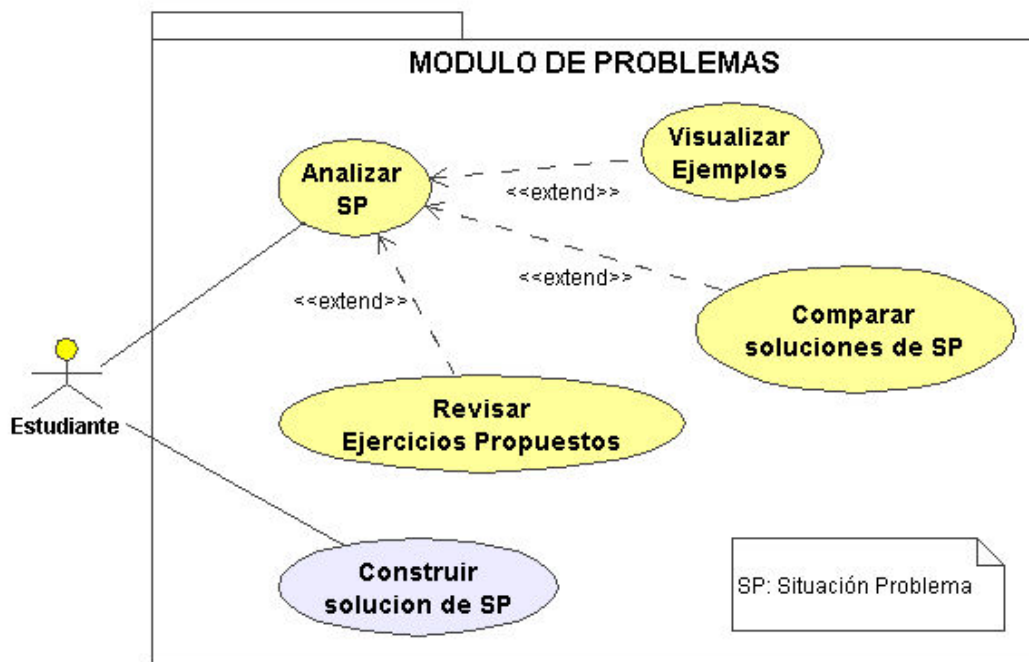 MODULO DE PROBLEMAS
Visualizar
Ejemplos
Analizar
SP
<<extend>>
<<extend>>
<<extend>>
Comparar
soluciones de SP
Revisar
Ejercicios Propuestos
Estudiante
Construir
solucion de SP
SP: Situación Problema